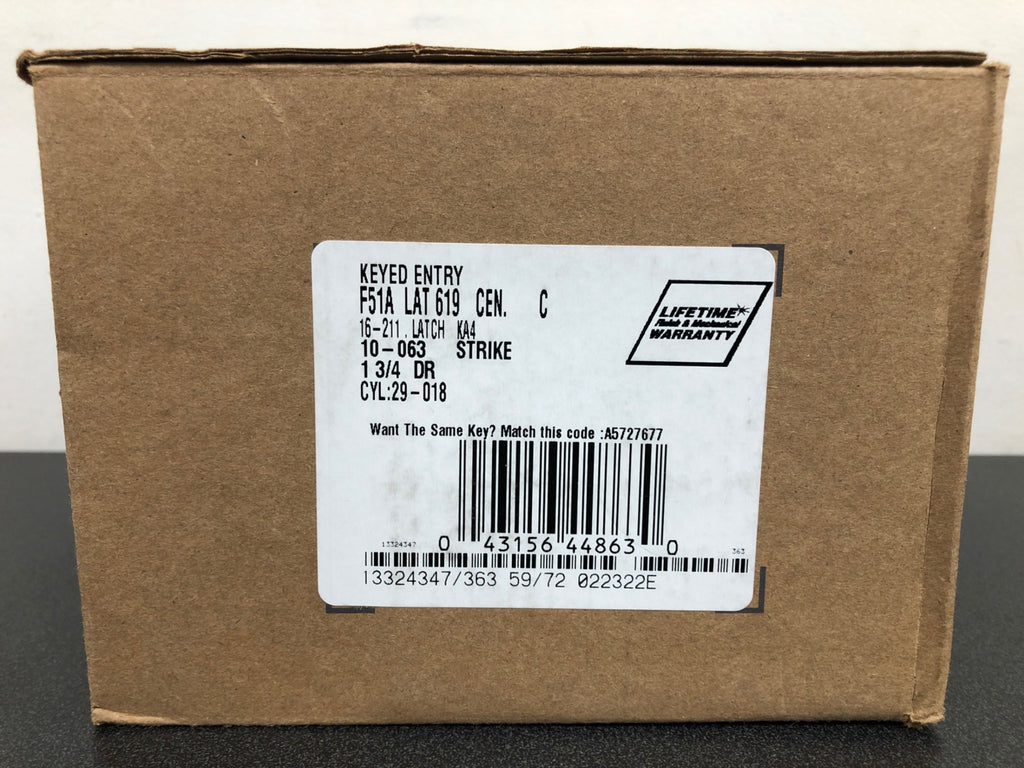 KEYED ENTRY
F51A LAT 619 CEN. C
16-211 . LATCH KA4
10-063 STRIKE
1 3/4 DR
CYL:29-018
LIFETIME
Finish & Mechanical
WARRANTY
Want The Same Key? Match this code :A5727677
0 43156 44863 0
13324347 363
13324347/363 59/72 022322E